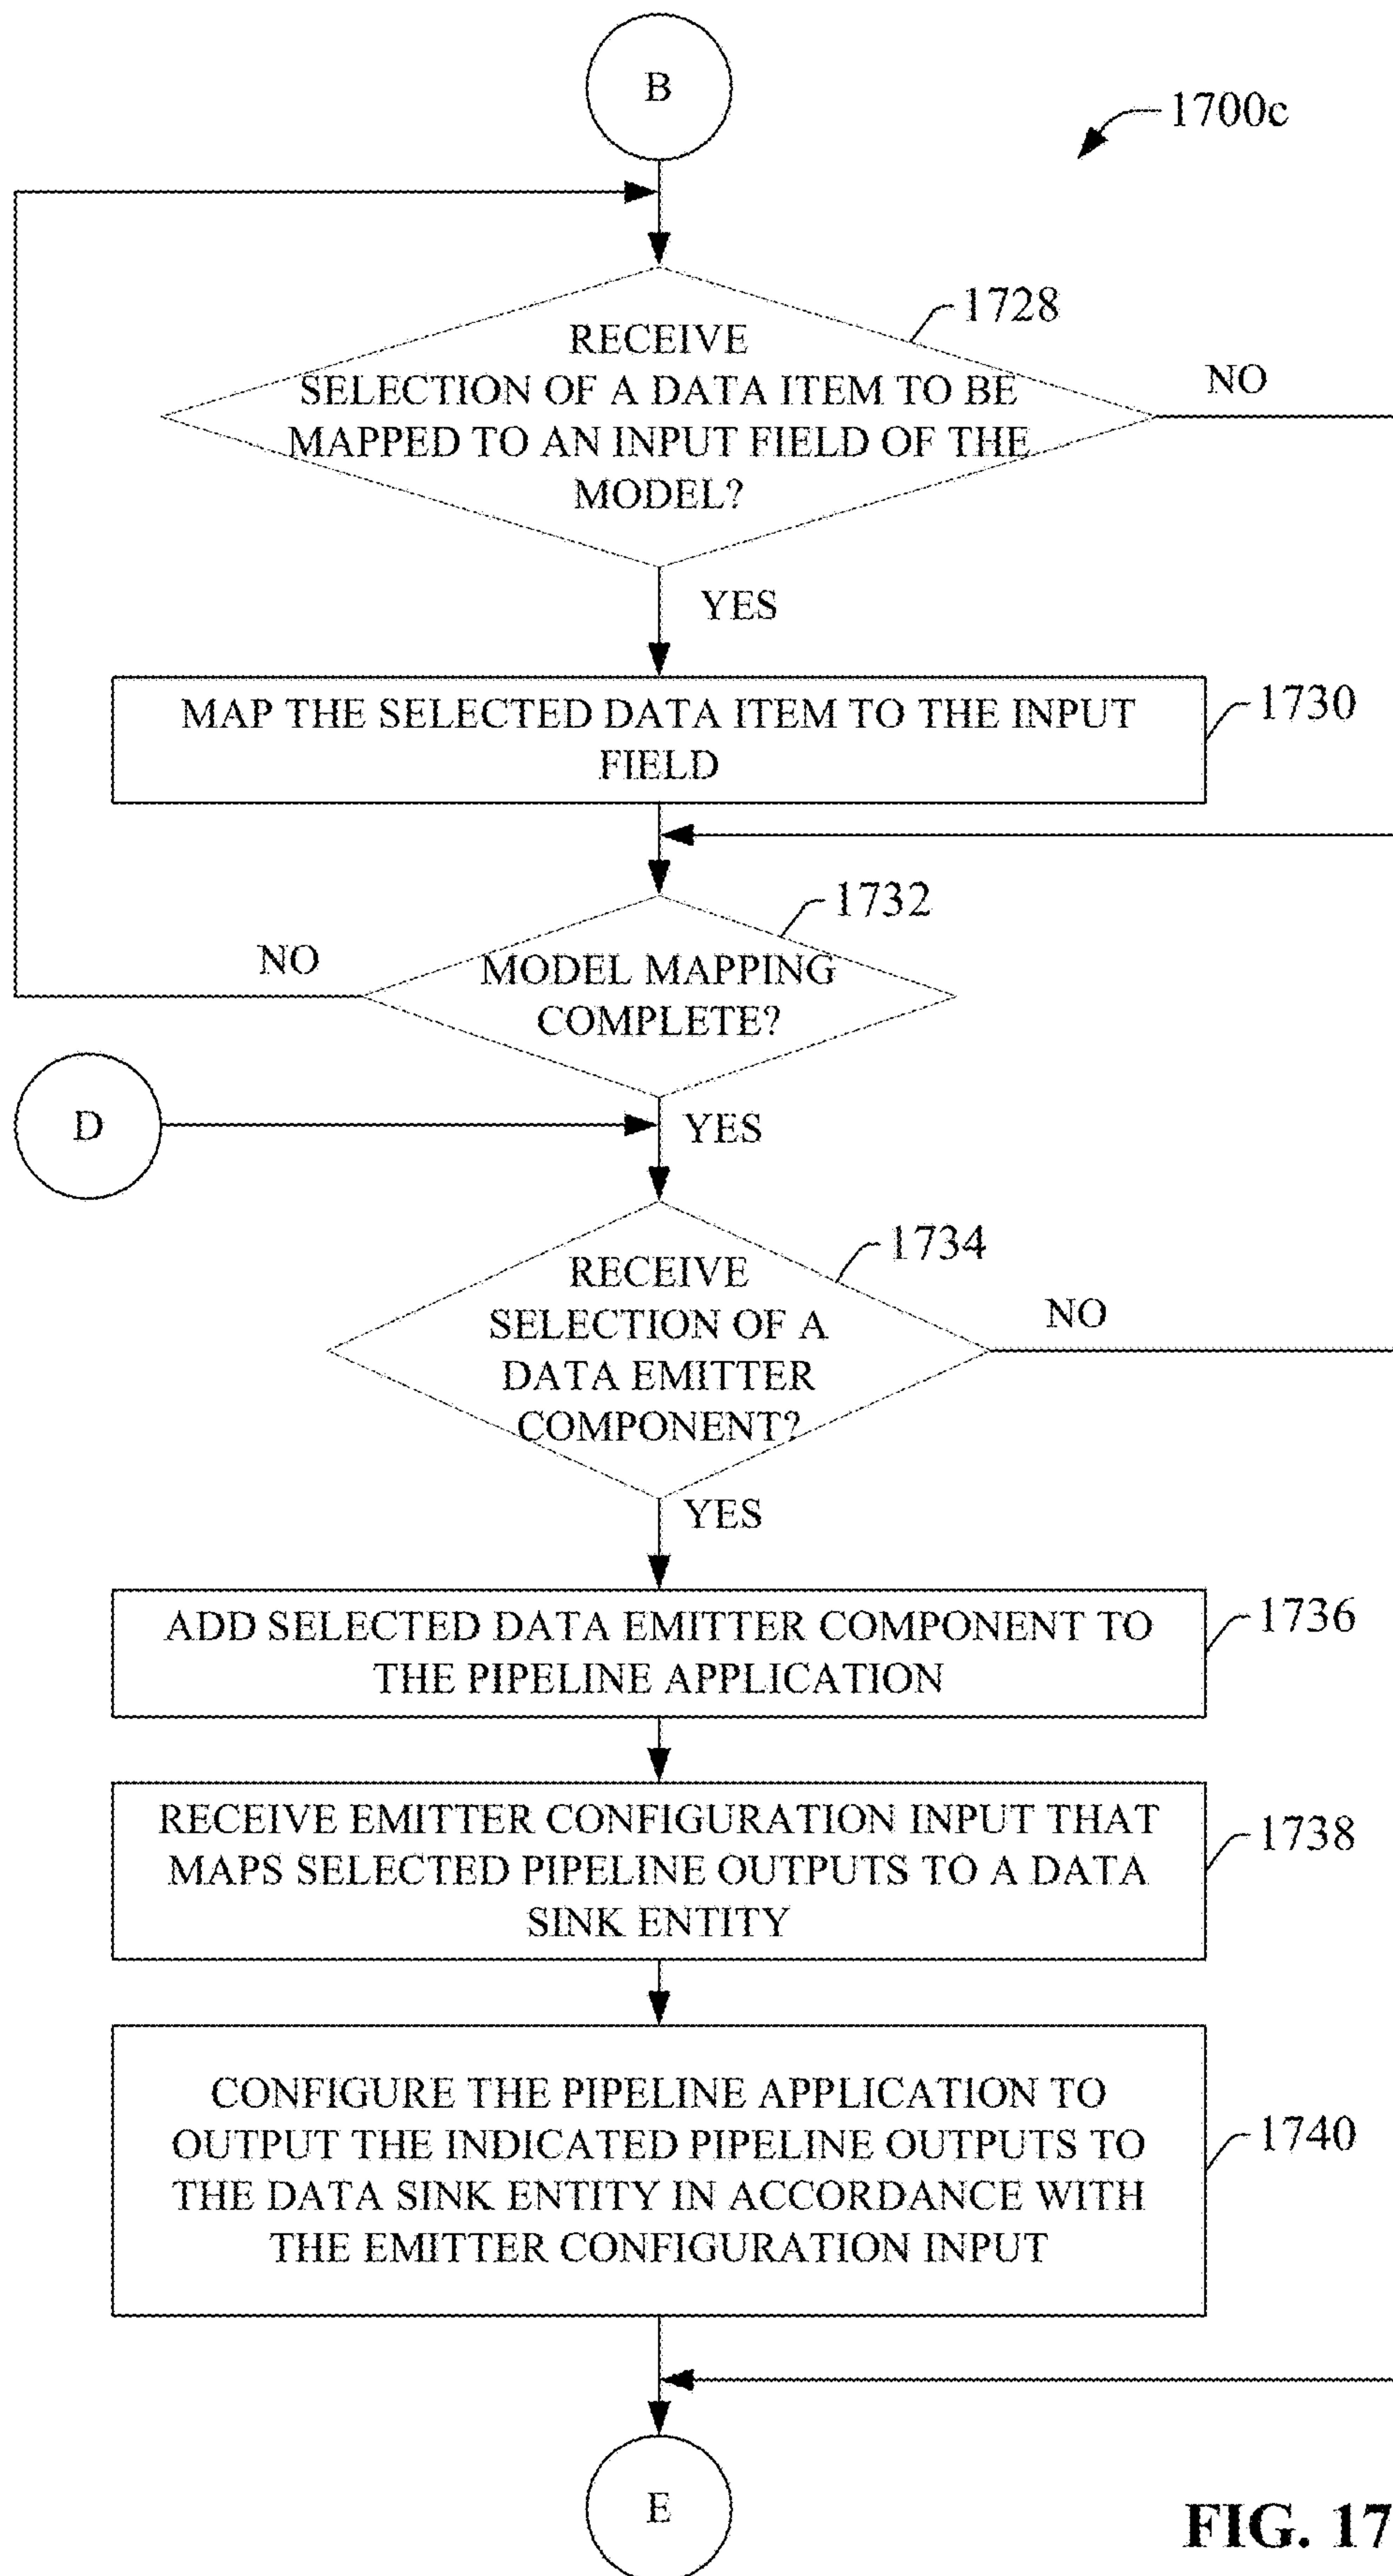 B
1700c
1728
RECEIVE
SELECTION OF A DATA ITEM TO BE
MAPPED TO AN INPUT FIELD OF THE
MODEL?
NO
YES
MAP THE SELECTED DATA ITEM TO THE INPUT
FIELD
1730
1732
NO
MODEL MAPPING
COMPLETE?
D
YES
1734
RECEIVE
SELECTION OF A
DATA EMITTER
COMPONENT?
NO
YES
ADD SELECTED DATA EMITTER COMPONENT TO
THE PIPELINE APPLICATION
1736
RECEIVE EMITTER CONFIGURATION INPUT THAT
MAPS SELECTED PIPELINE OUTPUTS TO A DATA
SINK ENTITY
1738
CONFIGURE THE PIPELINE APPLICATION TO
OUTPUT THE INDICATED PIPELINE OUTPUTS TO
THE DATA SINK ENTITY IN ACCORDANCE WITH
THE EMITTER CONFIGURATION INPUT
1740
E
FIG. 17